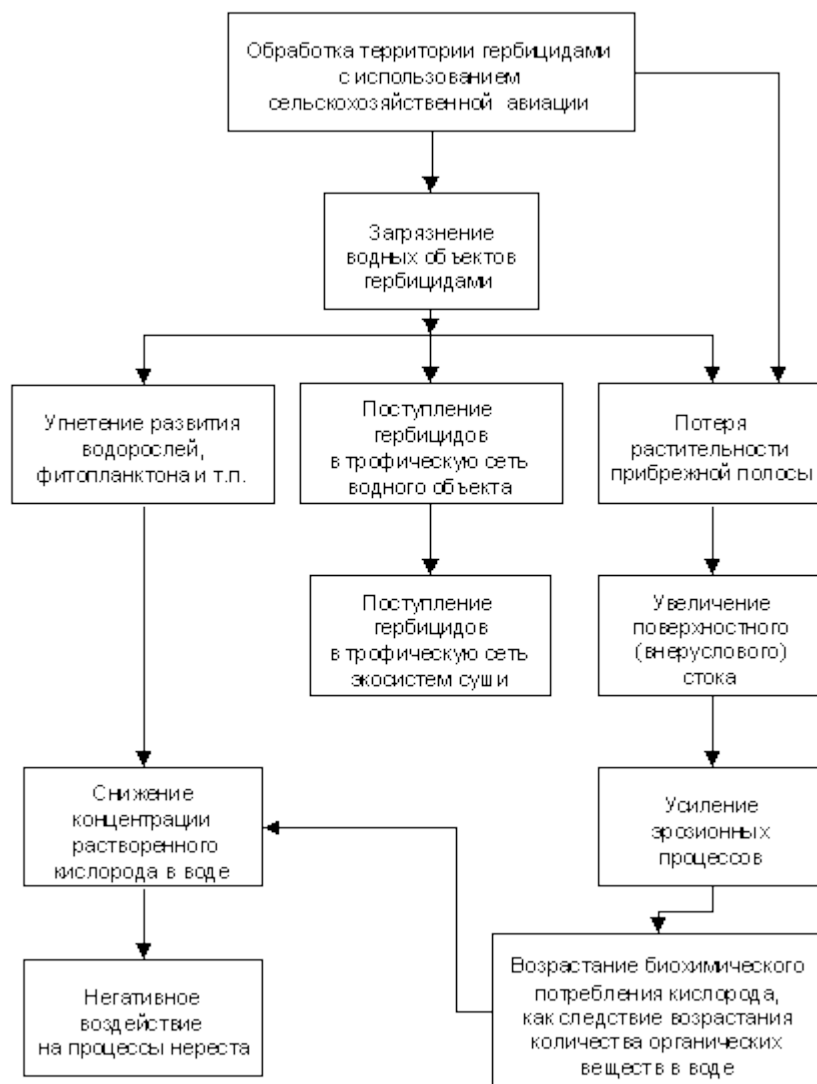 Обработка территории гербицидами
с использованием
сельскохозяйственной авиации
Загрязнение
водных объектов
гербицидами
Угнетение развития
водорослей,
фитопланктона и т.п.
Поступление
гербицидов
в трофическую сеть
водного объекта
Потеря
растительности
прибрежной полосы
Поступление
гербицидов
в трофическую сеть
экосистем суши
Увеличение
поверхностного
(внеруслового)
стока
Снижение
концентрации
растворенного
кислорода в воде
Усиление
эрозионных
процессов
Негативное
воздействие
на процессы нереста
Возрастание биохимического
потребления кислорода,
как следствие возрастания
количества органических
веществ в воде